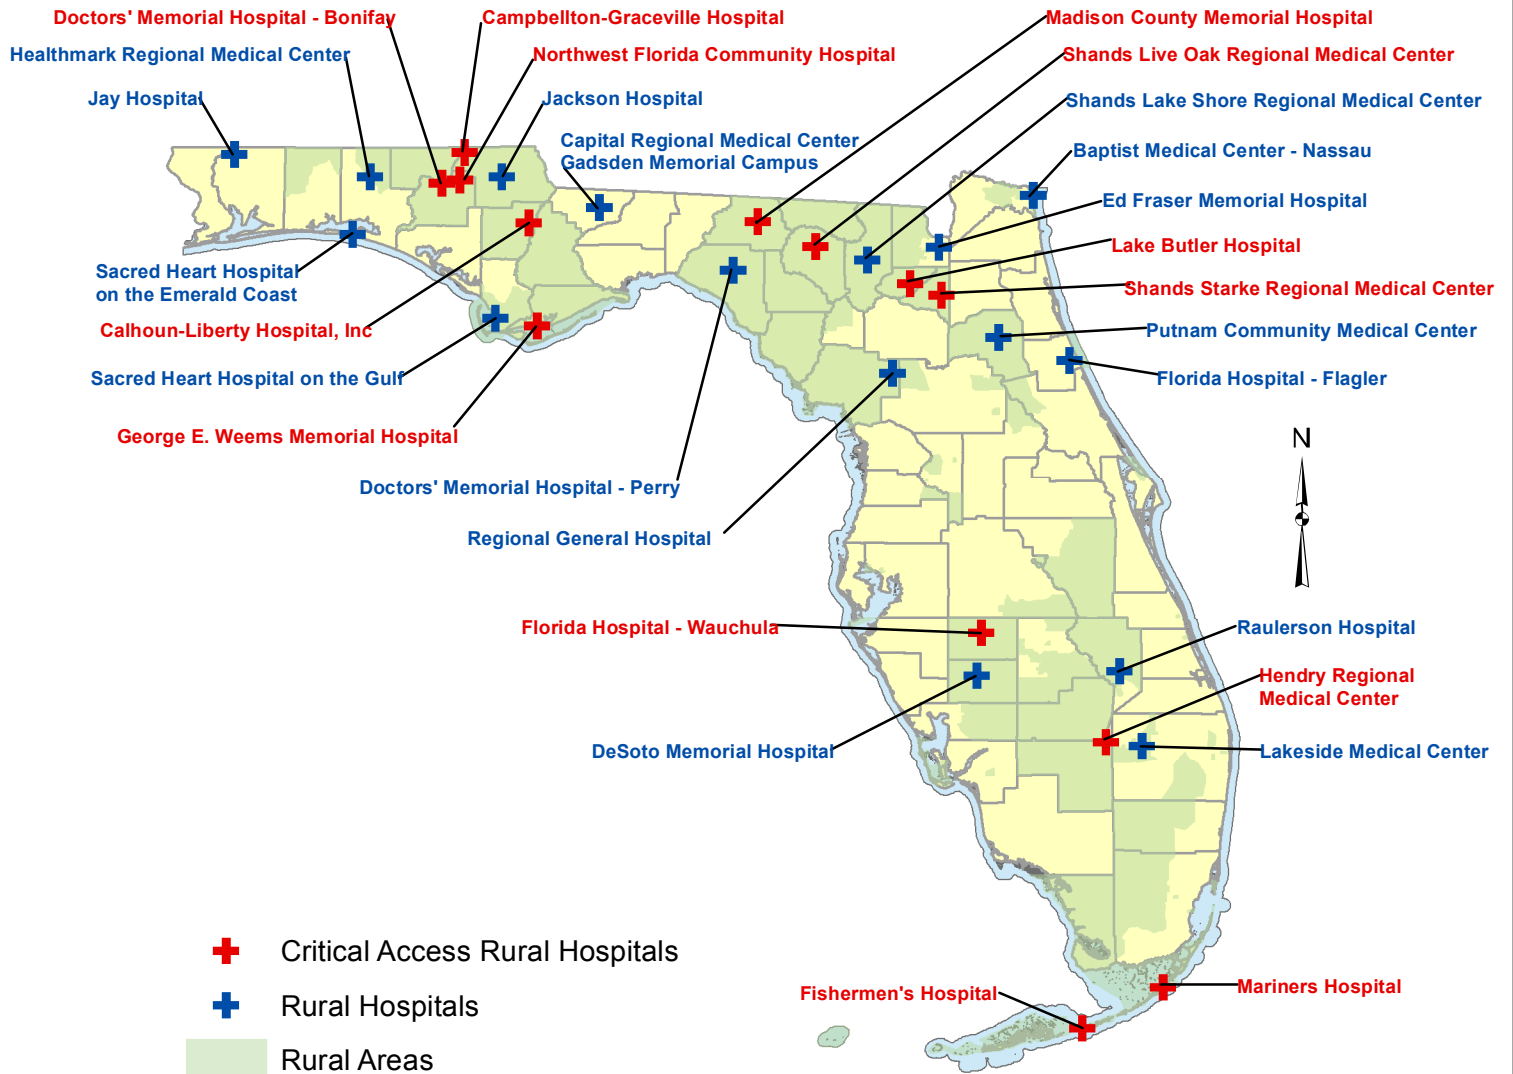 Doctors' Memorial Hospital - Bonifay
Campbellton-Graceville Hospital
Madison County Memorial Hospital
Healthmark Regional Medical Center
Northwest Florida Community Hospital
Shands Live Oak Regional Medical Center
Jay Hospital
Jackson Hospital
Shands Lake Shore Regional Medical Center
Capital Regional Medical Center
Gadsden Memorial Campus
Baptist Medical Center - Nassau
Ed Fraser Memorial Hospital
Lake Butler Hospital
Sacred Heart Hospital
on the Emerald Coast
Shands Starke Regional Medical Center
Calhoun-Liberty Hospital, Inc
Putnam Community Medical Center
Sacred Heart Hospital on the Gulf
Florida Hospital - Flagler
George E. Weems Memorial Hospital
N
Doctors' Memorial Hospital - Perry
Regional General Hospital
Florida Hospital - Wauchula
Raulerson Hospital
Hendry Regional
Medical Center
DeSoto Memorial Hospital
Lakeside Medical Center
Critical Access Rural Hospitals
Rural Hospitals
Rural Areas
Fishermen's Hospital
Mariners Hospital